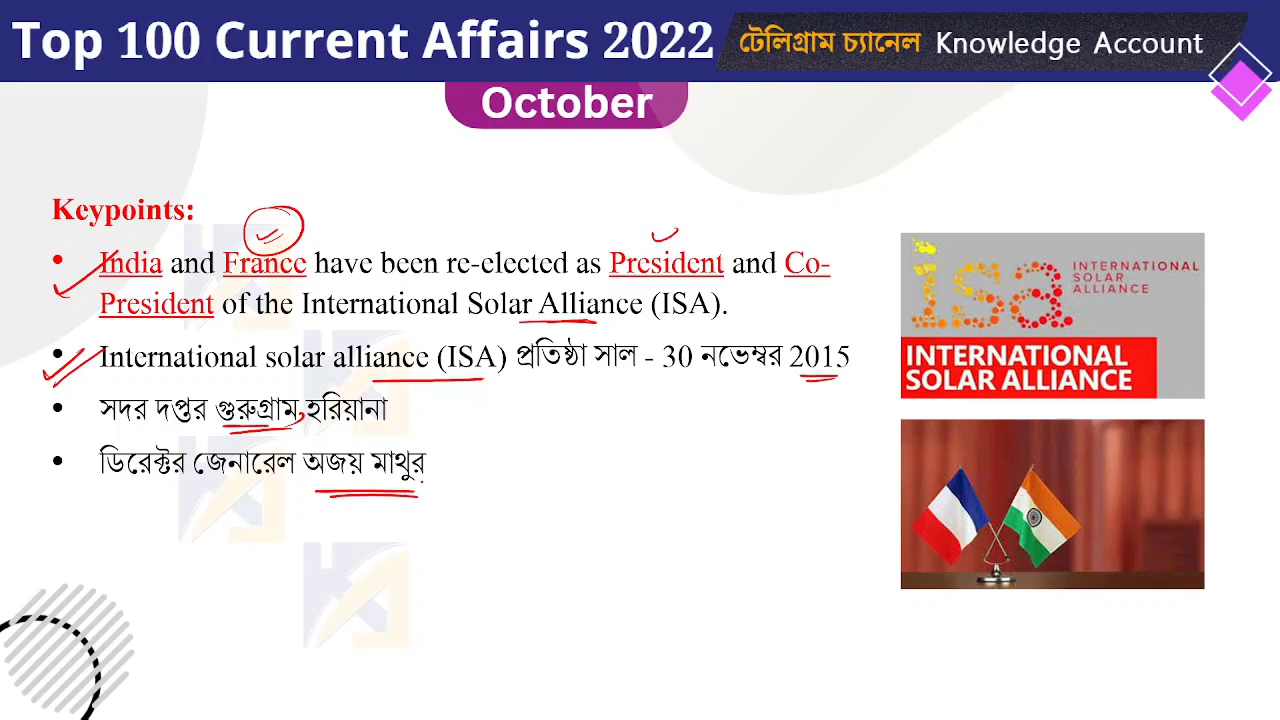 Top 100 Current Affairs 2022
টেলিগ্রাম চ্যানেল Knowledge Account
October
Keypoints:
• India and France have been re-elected as President and Co-
President of the International Solar Alliance (ISA).
• International solar alliance (ISA) প্রতিষ্ঠা সাল - 30 নভেম্বর 2015
• সদর দপ্তর গুরুগ্রাম,হরিয়ানা
• ডিরেক্টর জেনারেল অজয় মাথুর
isa INTERNATIONAL
SOLAR
ALLIANCE
INTERNATIONAL
SOLAR ALLIANCE